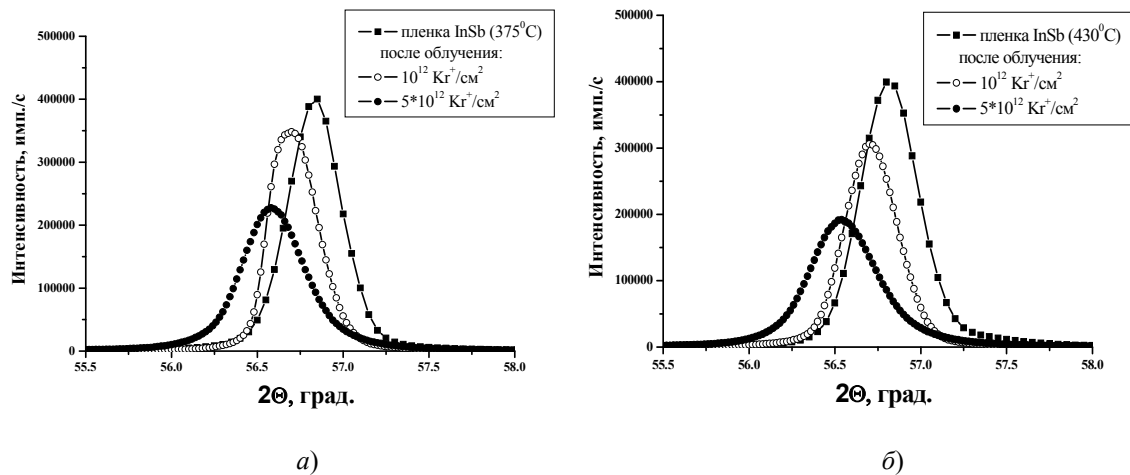 500000
400000
300000
200000
100000
0
Интенсивность, имп./с
пленка InSb (375⁰C)
после облучения:
10¹² Kr⁺/см²
5*10¹² Kr⁺/см²
55.5 56.0 56.5 57.0 57.5 58.0
2Θ, град.
а)
500000
400000
300000
200000
100000
0
Интенсивность, имп./с
пленка InSb (430⁰C)
после облучения:
10¹² Kr⁺/см²
5*10¹² Kr⁺/см²
55.5 56.0 56.5 57.0 57.5 58.0
2Θ, град.
б)